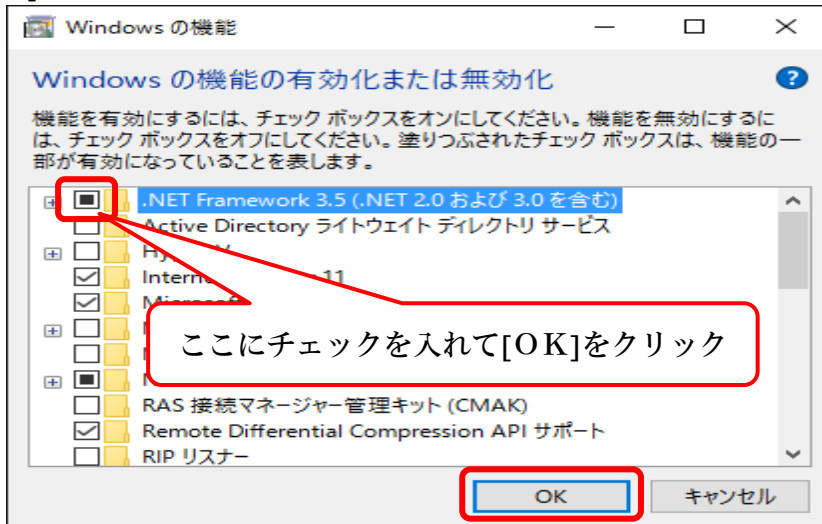 Windows の機能
Windows の機能の有効化または無効化
機能を有効にするには、チェック ボックスをオンにしてください。機能を無効にするに
は、チェック ボックスをオフにしてください。塗りつぶされたチェック ボックスは、機能の一
部が有効になっていることを表します。
.NET Framework 3.5 (.NET 2.0 および 3.0 を含む)
Active Directory ライトウェイト ディレクトリ サービス
11
ここにチェックを入れて[OK]をクリック
RAS 接続マネージャー管理キット (CMAK)
Remote Differential Compression API サポート
RIP リスナー
OK キャンセル